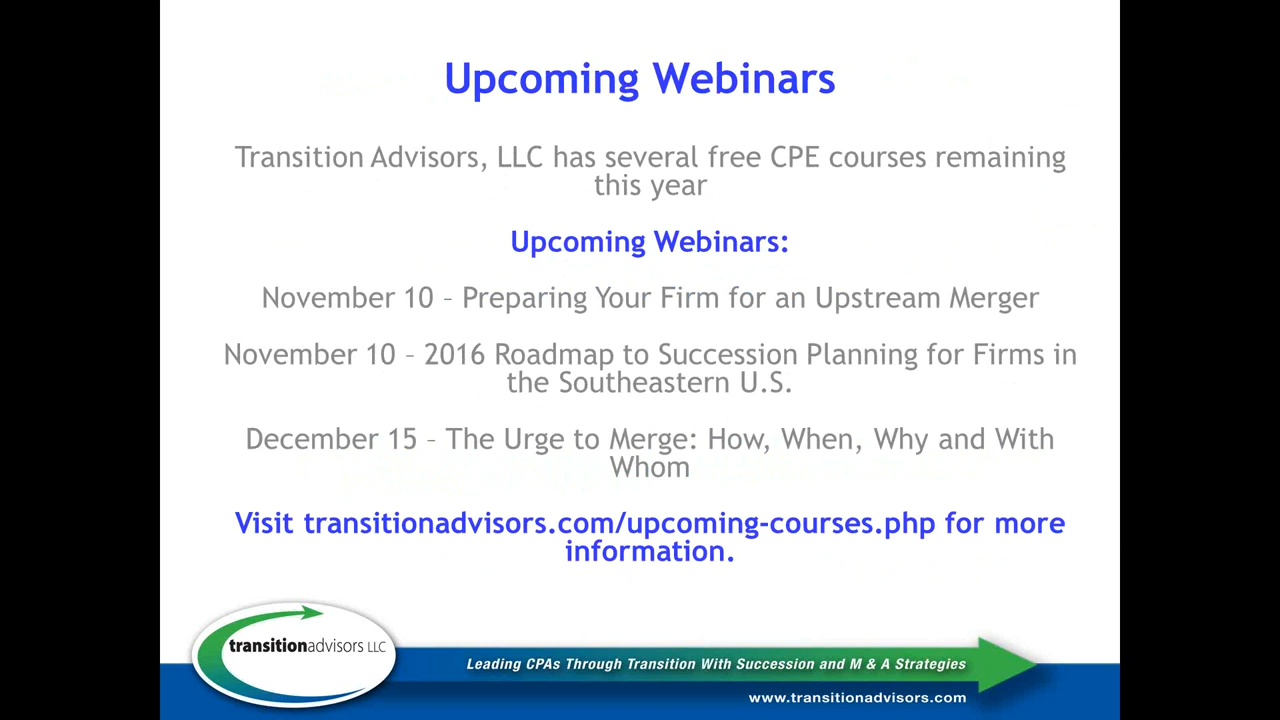 Upcoming Webinars
Transition Advisors, LLC has several free CPE courses remaining
this year
Upcoming Webinars:
November 10 – Preparing Your Firm for an Upstream Merger
November 10 – 2016 Roadmap to Succession Planning for Firms in
the Southeastern U.S.
December 15 – The Urge to Merge: How, When, Why and With
Whom
Visit transitionadvisors.com/upcoming-courses.php for more
information.
transitionadvisors LLC
Leading CPAs Through Transition With Succession and M & A Strategies
www.transitionadvisors.com